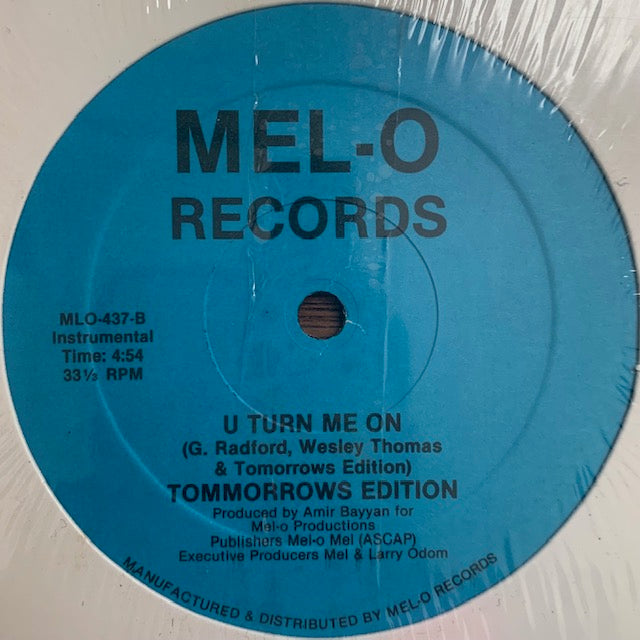 MEL-O
RECORDS
MLO-437-B
Instrumental
Time: 4:54
33⅓ RPM
U TURN ME ON
(G. Radford, Wesley Thomas
& Tomorrows Edition)
TOMMORROWS EDITION
Produced by Amir Bayyan for
Mel-o Productions
Publishers Mel-o Mel (ASCAP)
Executive Producers Mel & Larry Odom
MANUFACTURED & DISTRIBUTED BY MEL-O RECORDS